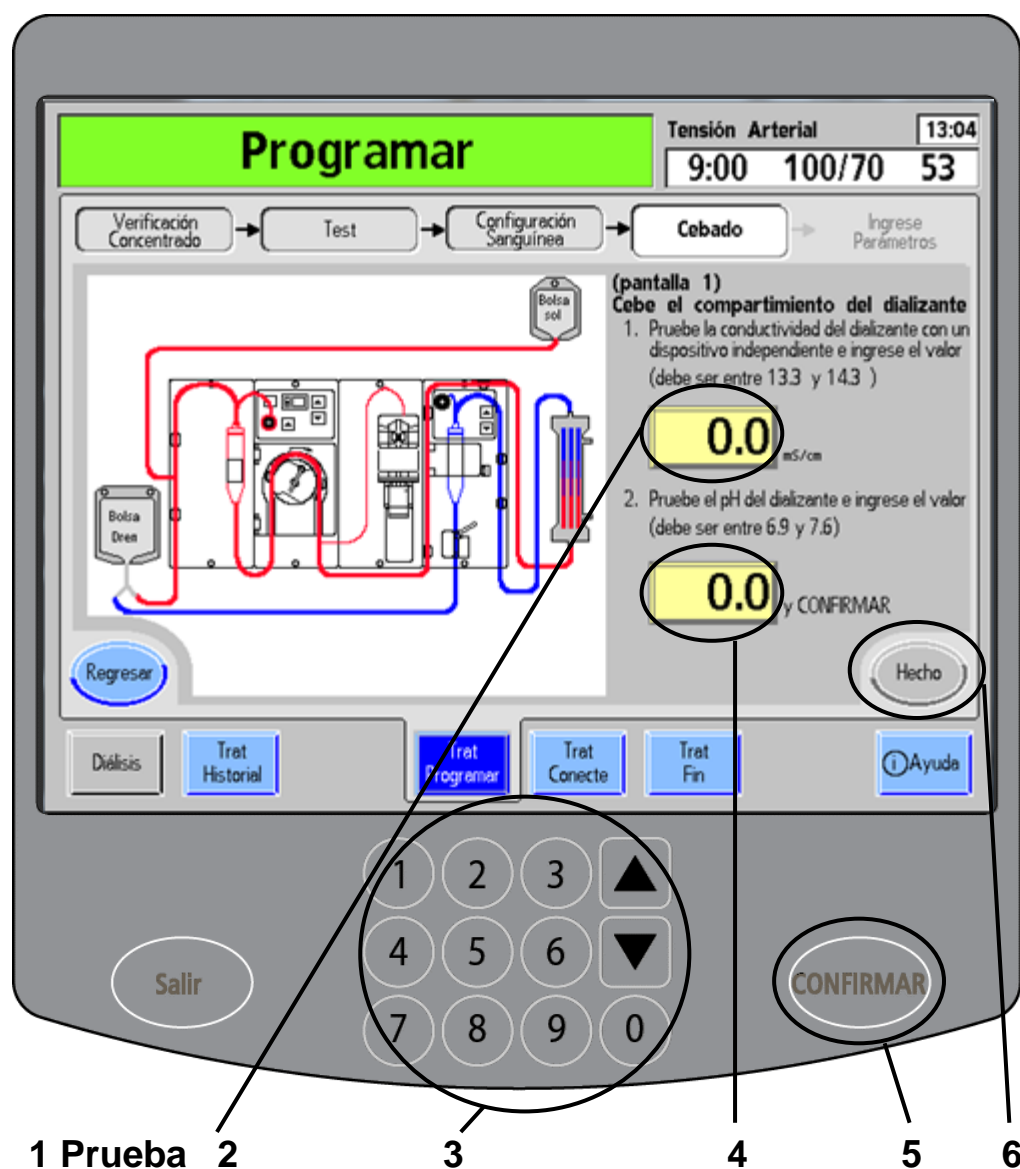 Programar
Tensión Arterial
13:04
9:00 100/70 53
Verificación
Concentrado
Test
Configuración
Sanguínea
Cebado
Ingrese
Parámetros
Bolsa
sol
Bolsa
Dren
(pantalla 1)
Cebe el compartimiento del dializante
1. Pruebe la conductividad del dializante con un
dispositivo independiente e ingrese el valor
(debe ser entre 13.3 y 14.3 )
0.0 mS/cm
2. Pruebe el pH del dializante e ingrese el valor
(debe ser entre 6.9 y 7.6)
0.0 y CONFIRMAR
Regresar
Hecho
Diálisis
Trat
Historial
Trat
Programar
Trat
Conecte
Trat
Fin
i Ayuda
1 2 3
4 5 6
7 8 9 0
Salir
CONFIRMAR
1 Prueba 2 3 4 5 6